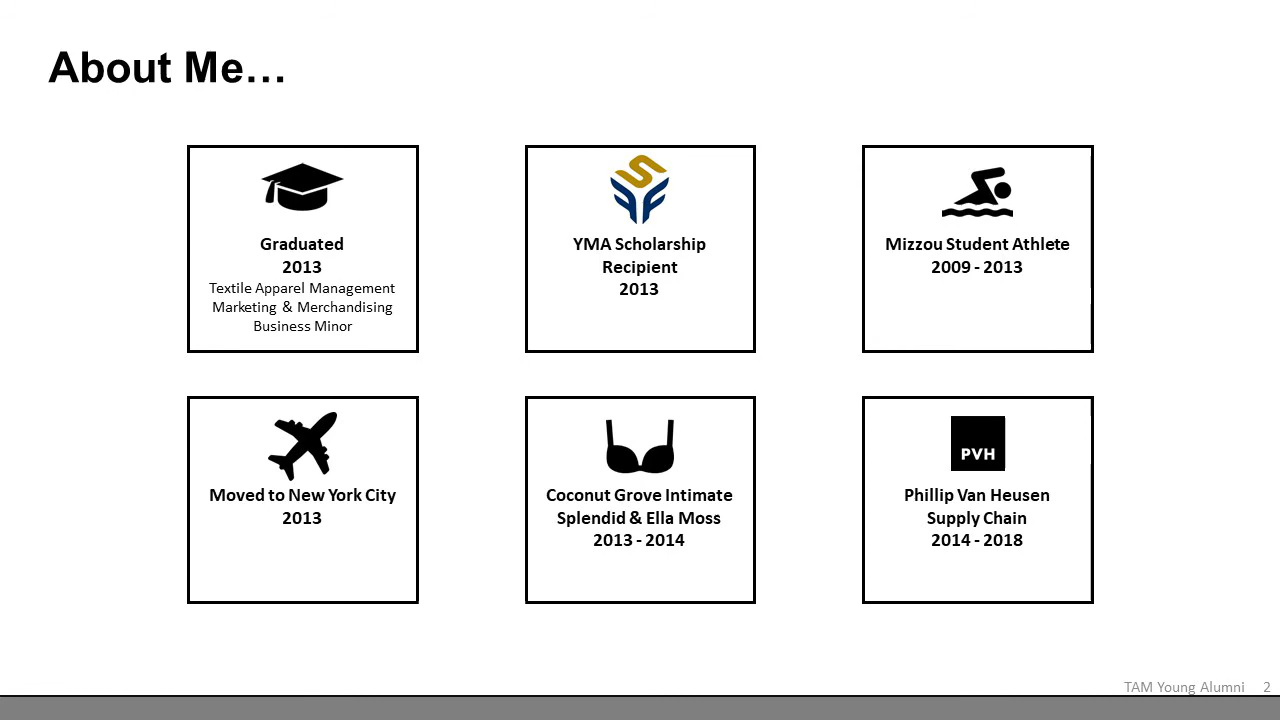 About Me…
Graduated
2013
Textile Apparel Management
Marketing & Merchandising
Business Minor
YMA Scholarship
Recipient
2013
Mizzou Student Athlete
2009 - 2013
Moved to New York City
2013
Coconut Grove Intimate
Splendid & Ella Moss
2013 - 2014
PVH
Phillip Van Heusen
Supply Chain
2014 - 2018
TAM Young Alumni 2